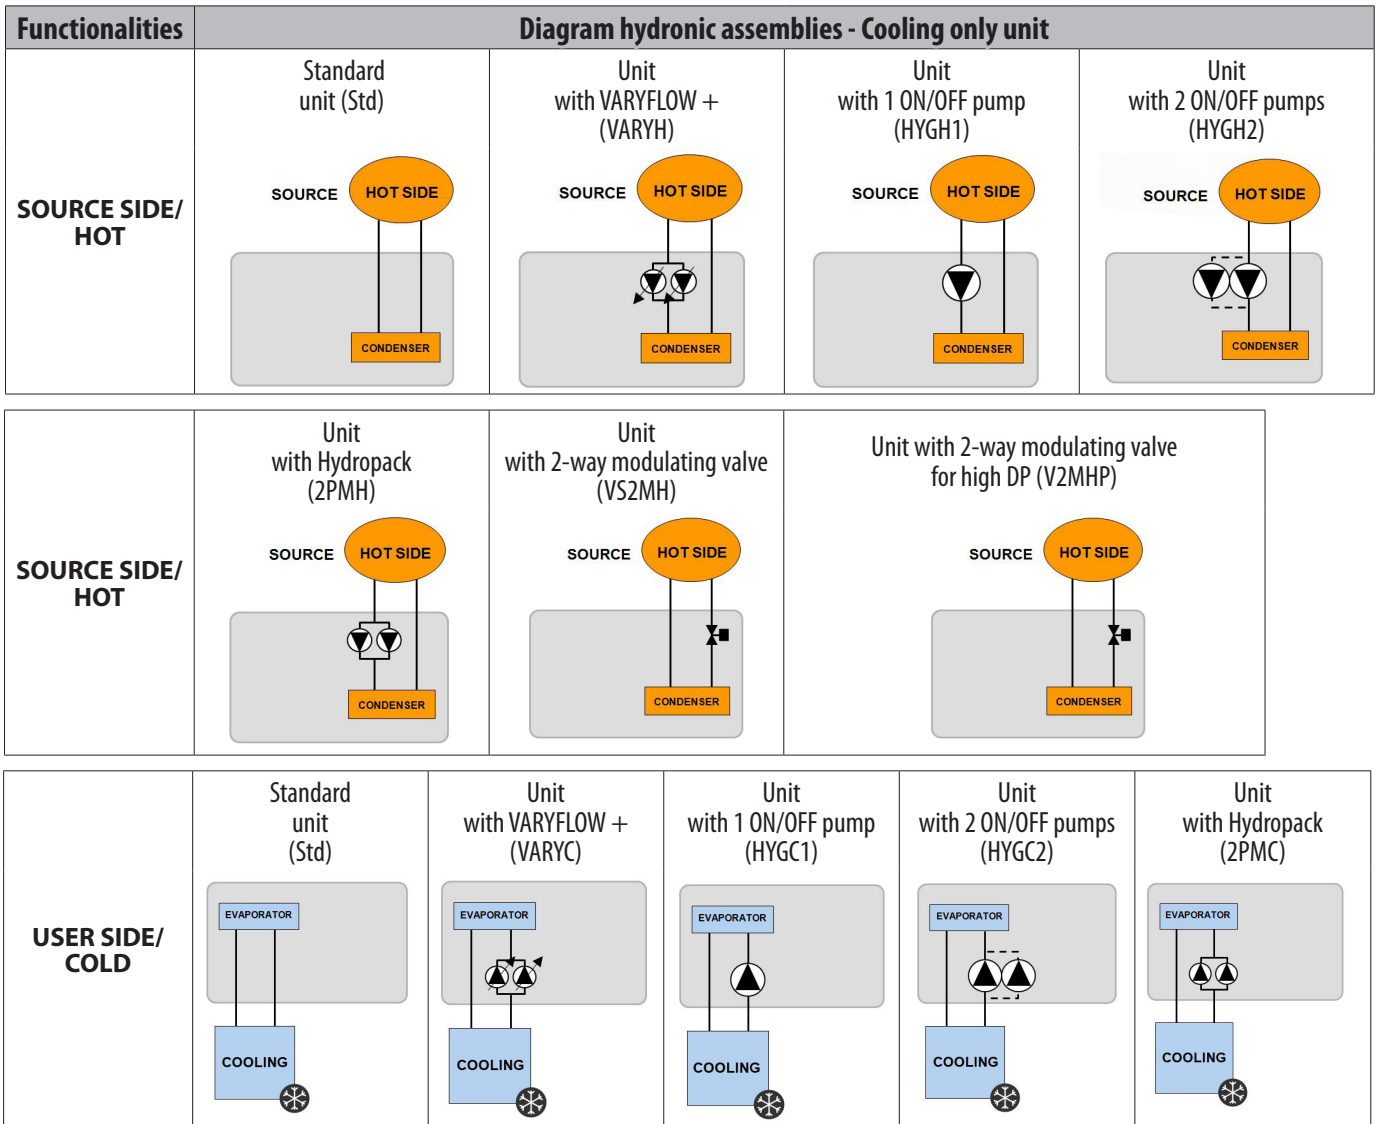 Functionalities
Diagram hydronic assemblies - Cooling only unit
SOURCE SIDE/
HOT
Standard
unit (Std)
SOURCE
HOT SIDE
CONDENSER
Unit
with VARYFLOW +
(VARYH)
SOURCE
HOT SIDE
CONDENSER
Unit
with 1 ON/OFF pump
(HYGH1)
SOURCE
HOT SIDE
CONDENSER
Unit
with 2 ON/OFF pumps
(HYGH2)
SOURCE
HOT SIDE
CONDENSER
SOURCE SIDE/
HOT
Unit
with Hydropack
(2PMH)
SOURCE
HOT SIDE
CONDENSER
Unit
with 2-way modulating valve
(VS2MH)
SOURCE
HOT SIDE
CONDENSER
Unit with 2-way modulating valve
for high DP (V2MHP)
SOURCE
HOT SIDE
CONDENSER
USER SIDE/
COLD
Standard
unit
(Std)
EVAPORATOR
COOLING
Unit
with VARYFLOW +
(VARYC)
EVAPORATOR
COOLING
Unit
with 1 ON/OFF pump
(HYGC1)
EVAPORATOR
COOLING
Unit
with 2 ON/OFF pumps
(HYGC2)
EVAPORATOR
COOLING
Unit
with Hydropack
(2PMC)
EVAPORATOR
COOLING